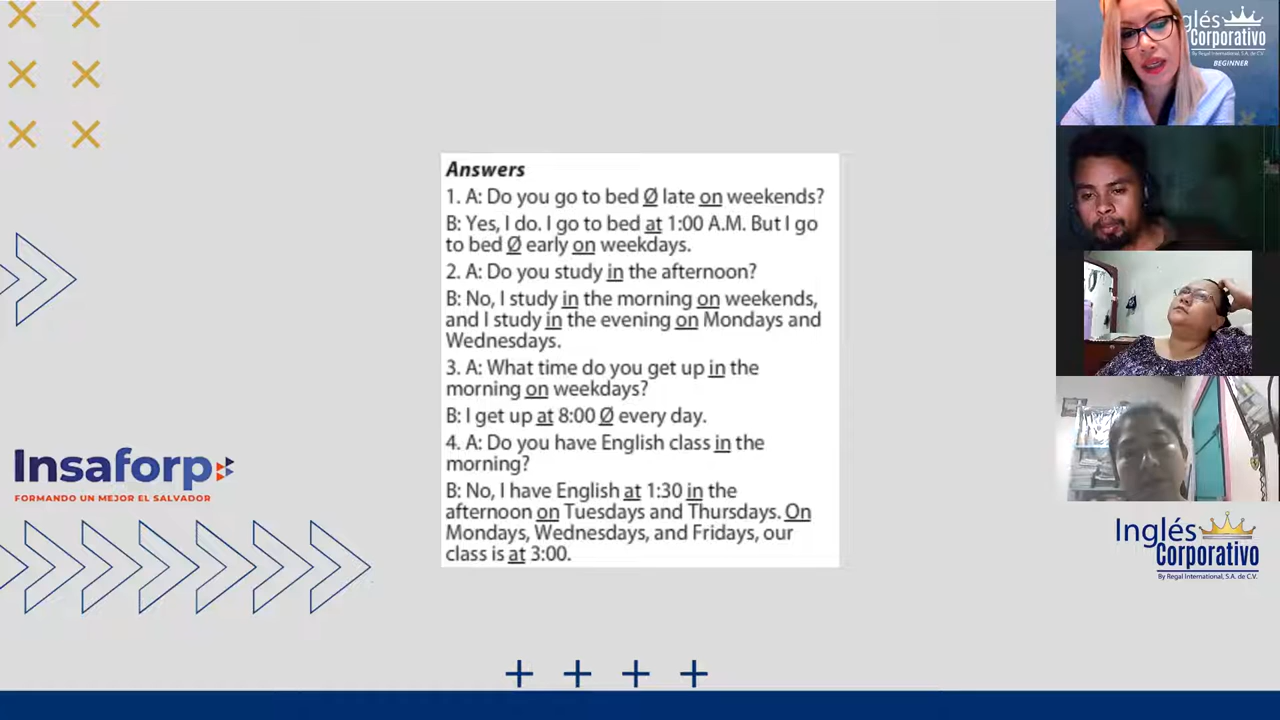 Answers
1. A: Do you go to bed Ø late on weekends?
B: Yes, I do. I go to bed at 1:00 A.M. But I go
to bed Ø early on weekdays.
2. A: Do you study in the afternoon?
B: No, I study in the morning on weekends,
and I study in the evening on Mondays and
Wednesdays.
3. A: What time do you get up in the
morning on weekdays?
B: I get up at 8:00 Ø every day.
4. A: Do you have English class in the
morning?
B: No, I have English at 1:30 in the
afternoon on Tuesdays and Thursdays. On
Mondays, Wednesdays, and Fridays, our
class is at 3:00.
Insaforp
FORMANDO UN MEJOR EL SALVADOR
glés
Corporativo
By Regal International, S.A. de C.V.
BEGINNER
Inglés
Corporativo
By Regal International, S.A. de C.V.